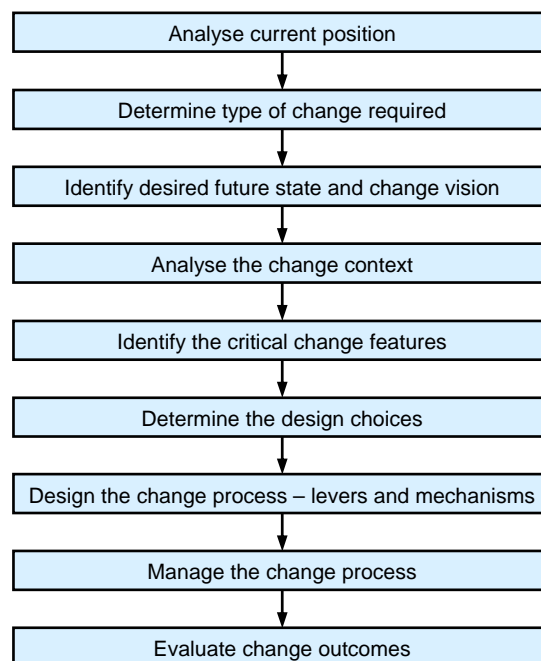 Analyse current position
Determine type of change required
Identify desired future state and change vision
Analyse the change context
Identify the critical change features
Determine the design choices
Design the change process – levers and mechanisms
Manage the change process
Evaluate change outcomes